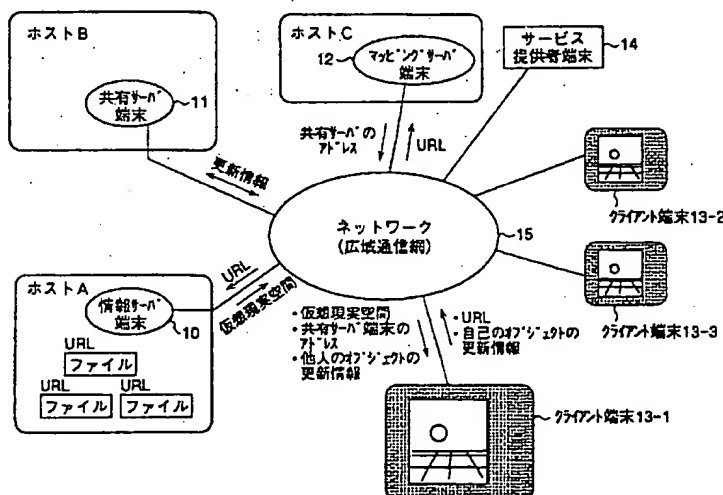 ホストB
共有サーバ
端末
11
ホストC
12
マッピングサーバ
端末
サービス
提供者端末
14
共有サーバの
アドレス
URL
更新情報
クライアント端末13-2
ネットワーク
(広域通信網)
15
クライアント端末13-3
ホストA
情報サーバ
端末
10
URL
ファイル
URL
ファイル
URL
ファイル
URL
仮想現実空間
・仮想現実空間
・共有サーバ端末の
アドレス
・他人のオブジェクトの
更新情報
・URL
・自己のオブジェクトの
更新情報
クライアント端末13-1